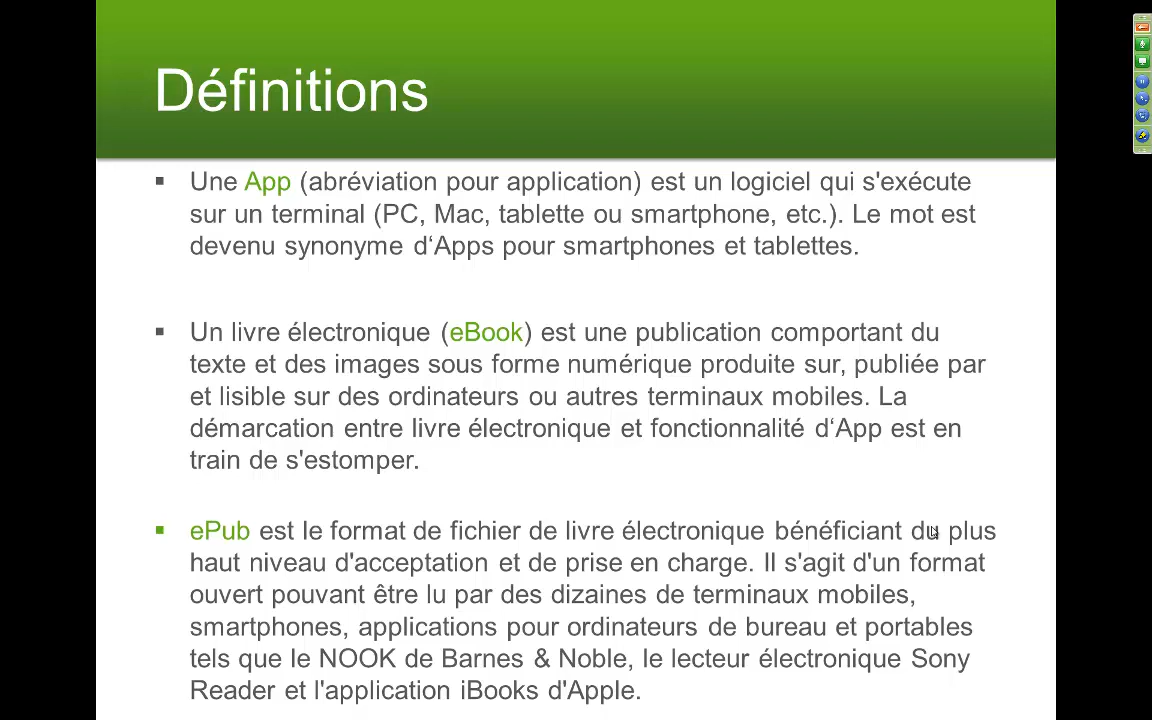 Définitions
Une App (abréviation pour application) est un logiciel qui s'exécute
sur un terminal (PC, Mac, tablette ou smartphone, etc.). Le mot est
devenu synonyme d‘Apps pour smartphones et tablettes.
Un livre électronique (eBook) est une publication comportant du
texte et des images sous forme numérique produite sur, publiée par
et lisible sur des ordinateurs ou autres terminaux mobiles. La
démarcation entre livre électronique et fonctionnalité d‘App est en
train de s'estomper.
ePub est le format de fichier de livre électronique bénéficiant du plus
haut niveau d'acceptation et de prise en charge. Il s'agit d'un format
ouvert pouvant être lu par des dizaines de terminaux mobiles,
smartphones, applications pour ordinateurs de bureau et portables
tels que le NOOK de Barnes & Noble, le lecteur électronique Sony
Reader et l'application iBooks d'Apple.